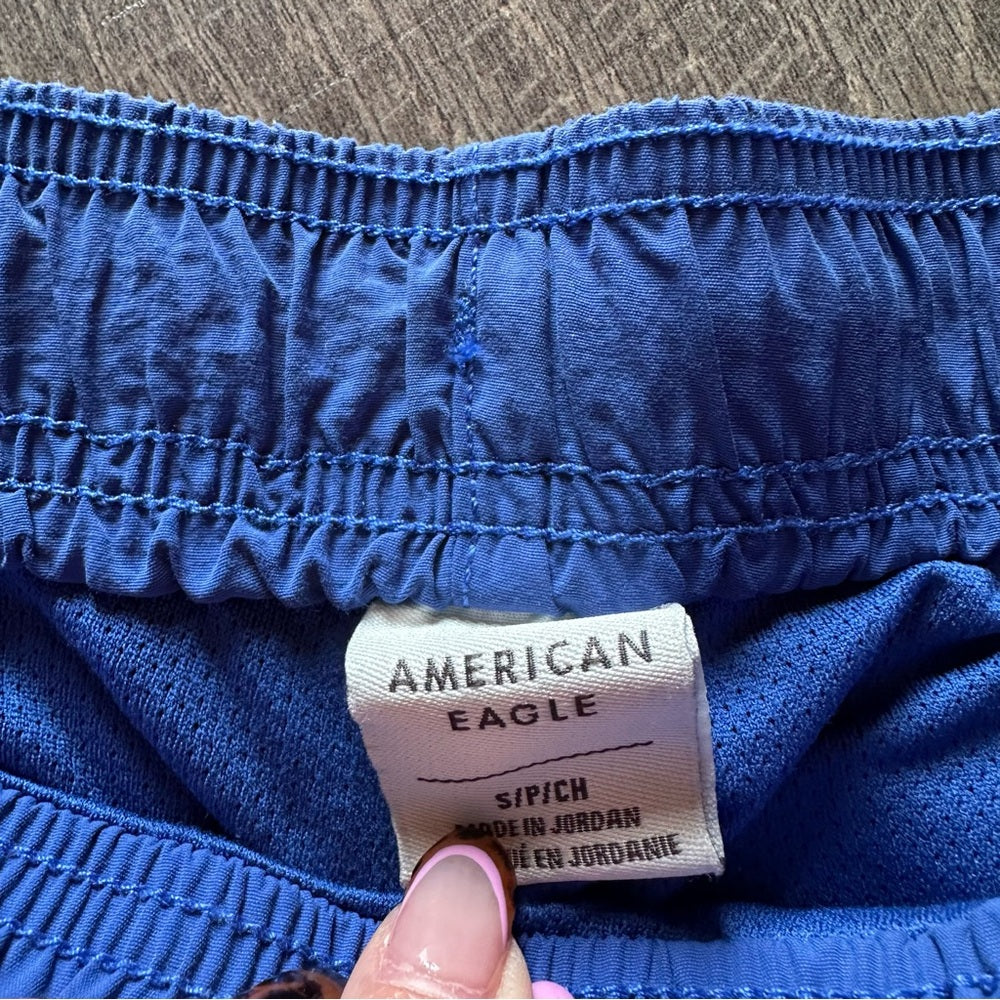 AMERICAN
EAGLE
S/P/CH
MADE IN JORDAN
EN JORDANIE